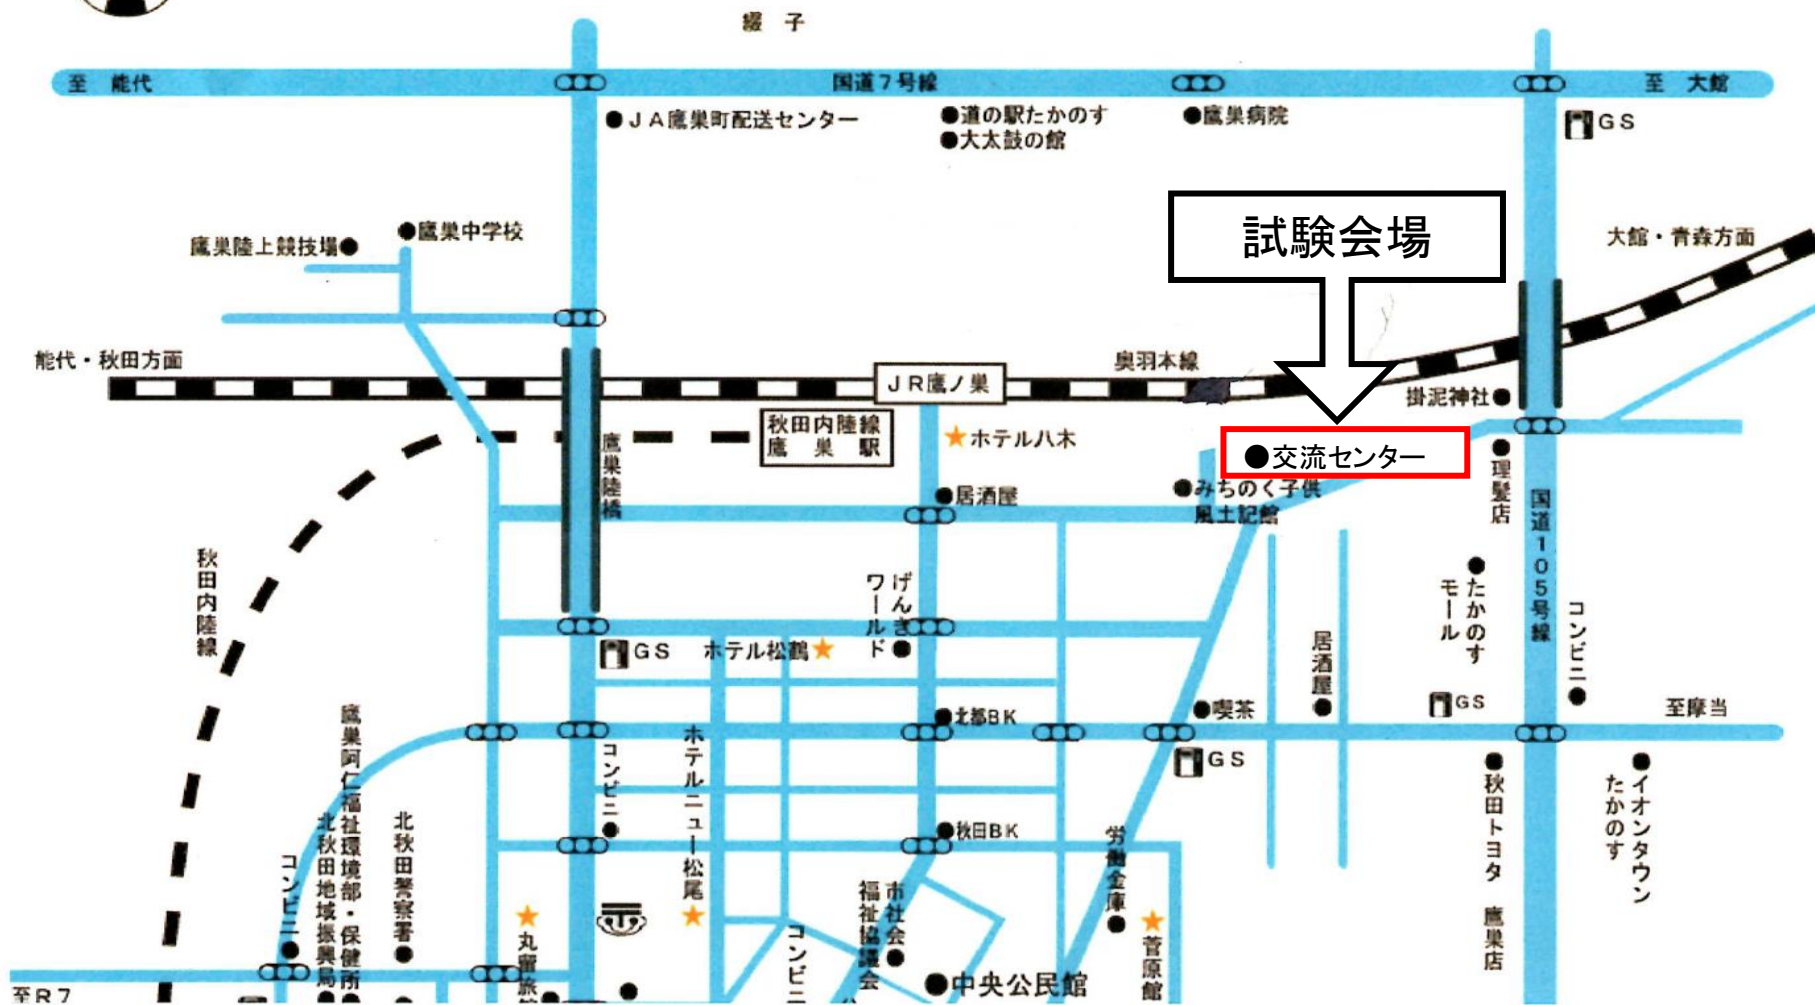 綴 子
至 能代
国道7号線
至 大館
JA鷹巣町配送センター
道の駅たかのす
大太鼓の館
鷹巣病院
GS
試験会場
大館・青森方面
鷹巣陸上競技場
鷹巣中学校
能代・秋田方面
JR鷹ノ巣
奥羽本線
掛泥神社
秋田内陸線
鷹巣駅
ホテル八木
交流センター
鷹巣陸橋
居酒屋
みちのく子供
風土記館
理髪店
国道105号線
秋田内陸線
げんき
ワールド
たかのす
モール
コンビニ
GS
ホテル松鶴
居酒屋
北都BK
喫茶
GS
至摩当
鷹巣阿仁福祉環境部・保健所
北秋田地域振興局
北秋田警察署
コンビニ
コンビニ
ホテルニュー松尾
GS
秋田BK
労働金庫
秋田トヨタ 鷹巣店
イオンタウン
たかのす
市社会
福祉協議会
丸留旅館
コンビニ
中央公民館
菅原館
至R7